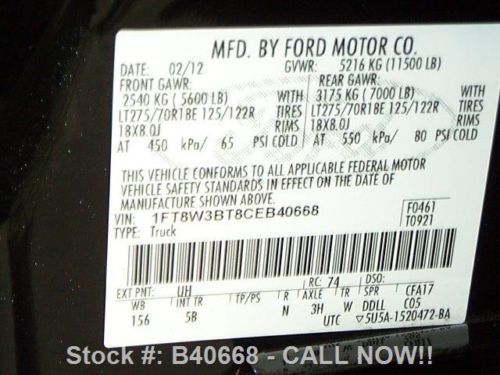 MFD. BY FORD MOTOR CO.
DATE: 02/12 GVWR: 5216 KG (11500 LB)
FRONT GAWR: REAR GAWR:
2540 KG ( 5600 LB) WITH 3175 KG ( 7000 LB) WITH
LT275/70R18E 125/122R TIRES LT275/70R18E 125/122R TIRES
18X8.0J RIMS 18X8.0J RIMS
AT 450 kPa/ 65 PSI COLD AT 550 kPa/ 80 PSI COLD
THIS VEHICLE CONFORMS TO ALL APPLICABLE FEDERAL MOTOR
VEHICLE SAFETY STANDARDS IN EFFECT ON THE DATE OF
MANUFACTURE SHOWN ABOVE.
VIN: 1FT8W3BT8CEB40668 F0461
TYPE: Truck T0921
EXT PNT: UH RC: 74 DSO:
WB INT TR TP/PS R AXLE TR SPR CFA17
156 5B N 3H W DDLL C05
UTC 5U5A-1520472-BA
Stock #: B40668 - CALL NOW!!